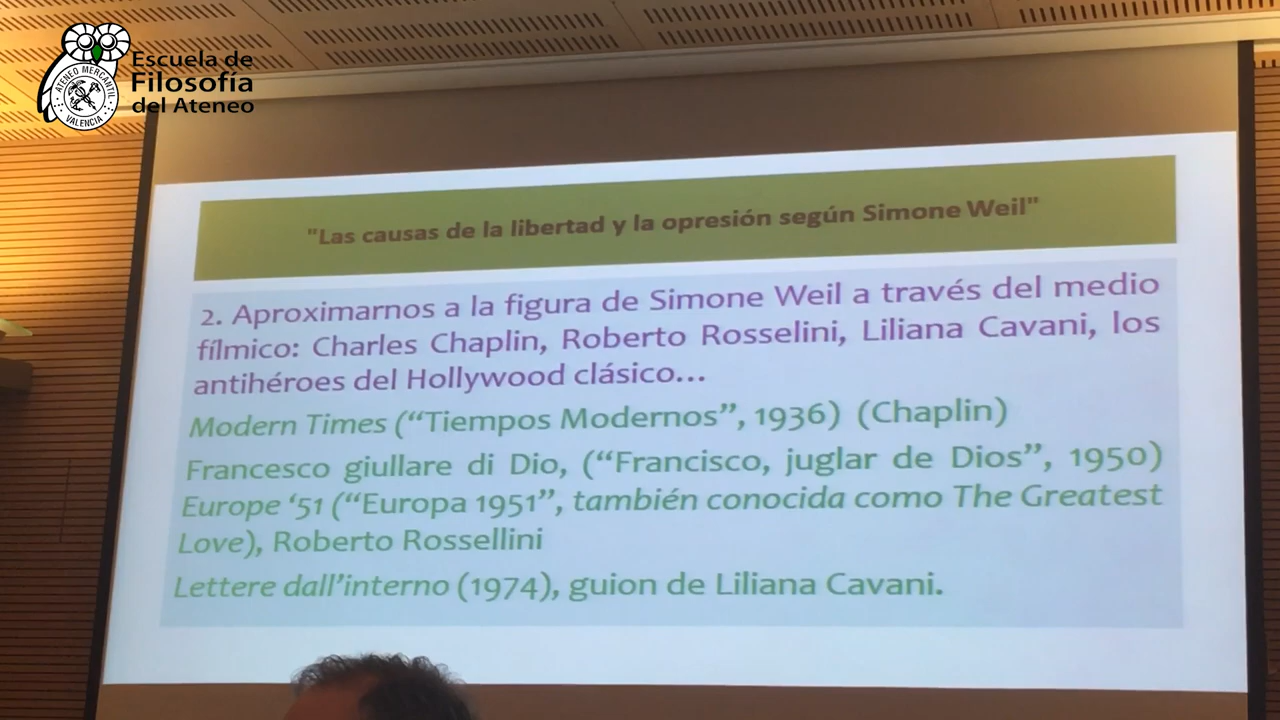 Escuela de
Filosofía
del Ateneo
ATENEO MERCANTIL
VALENCIA
"Las causas de la libertad y la opresión según Simone Weil"
2. Aproximarnos a la figura de Simone Weil a través del medio
fílmico: Charles Chaplin, Roberto Rosselini, Liliana Cavani, los
antihéroes del Hollywood clásico...
Modern Times (“Tiempos Modernos”, 1936) (Chaplin)
Francesco giullare di Dio, (“Francisco, juglar de Dios”, 1950)
Europe ‘51 (“Europa 1951”, también conocida como The Greatest
Love), Roberto Rossellini
Lettere dall’interno (1974), guion de Liliana Cavani.